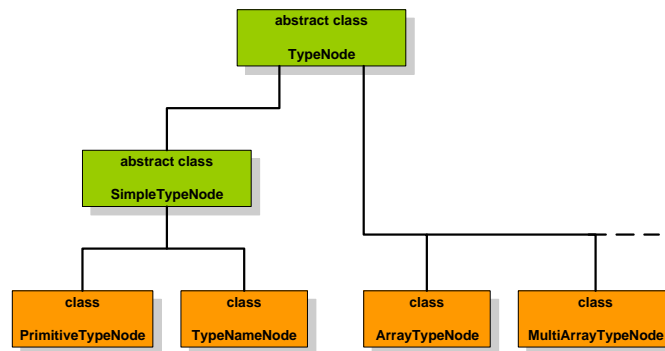 abstract class
TypeNode
abstract class
SimpleTypeNode
class
PrimitiveTypeNode
class
TypeNameNode
class
ArrayTypeNode
class
MultiArrayTypeNode